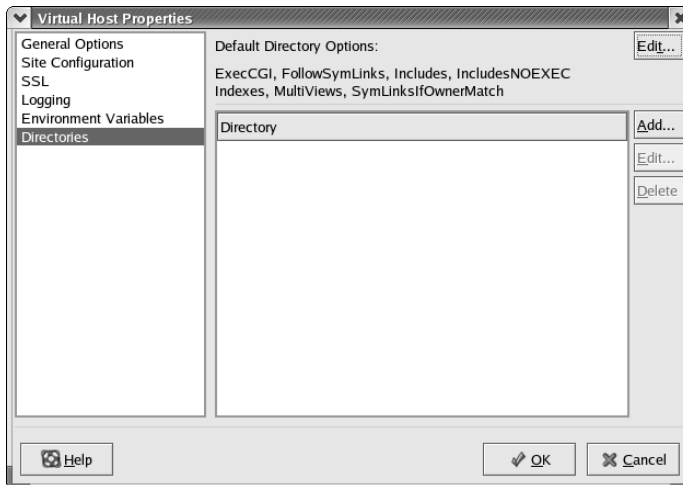 Virtual Host Properties
General Options
Site Configuration
SSL
Logging
Environment Variables
Directories
Default Directory Options:
Edit...
ExecCGI, FollowSymLinks, Includes, IncludesNOEXEC
Indexes, MultiViews, SymLinksIfOwnerMatch
Directory
Add...
Edit...
Delete
Help
OK
Cancel